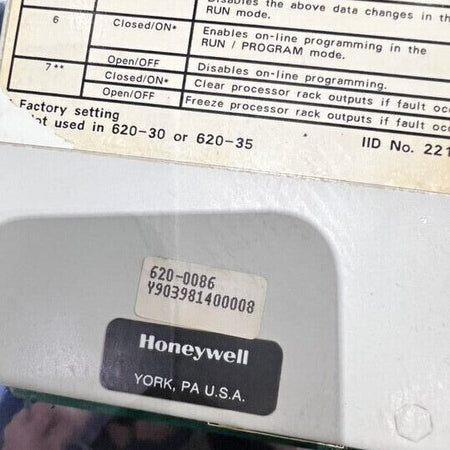 Disables the above data changes in th
RUN mode.
6 Closed/ON* Enables on-line programming in the
RUN / PROGRAM mode.
Open/OFF Disables on-line programming.
7** Closed/ON* Clear processor rack outputs if fault occ
Open/OFF Freeze processor rack outputs if fault occ
Factory setting
ot used in 620-30 or 620-35 IID No. 221
620-0086
Y903981400008
Honeywell
YORK, PA U.S.A.